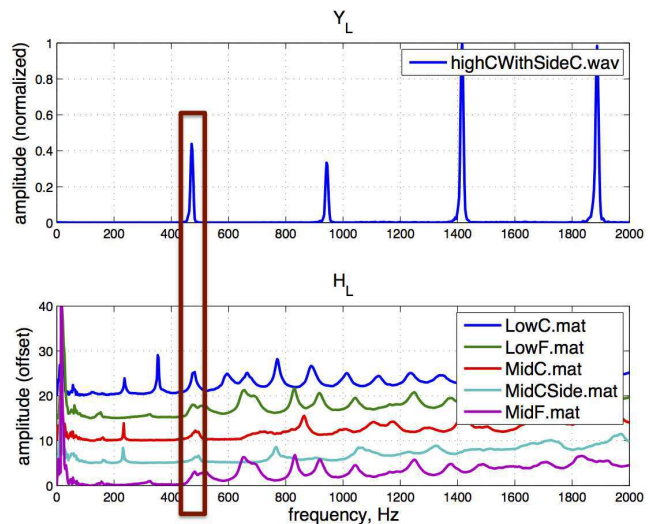 Y_L
amplitude (normalized)
1
0.8
0.6
0.4
0.2
0
highCWithSideC.wav
0 200 400 600 800 1000 1200 1400 1600 1800 2000
H_L
amplitude (offset)
40
30
20
10
0
LowC.mat
LowF.mat
MidC.mat
MidCSide.mat
MidF.mat
0 200 400 600 800 1000 1200 1400 1600 1800 2000
frequency, Hz